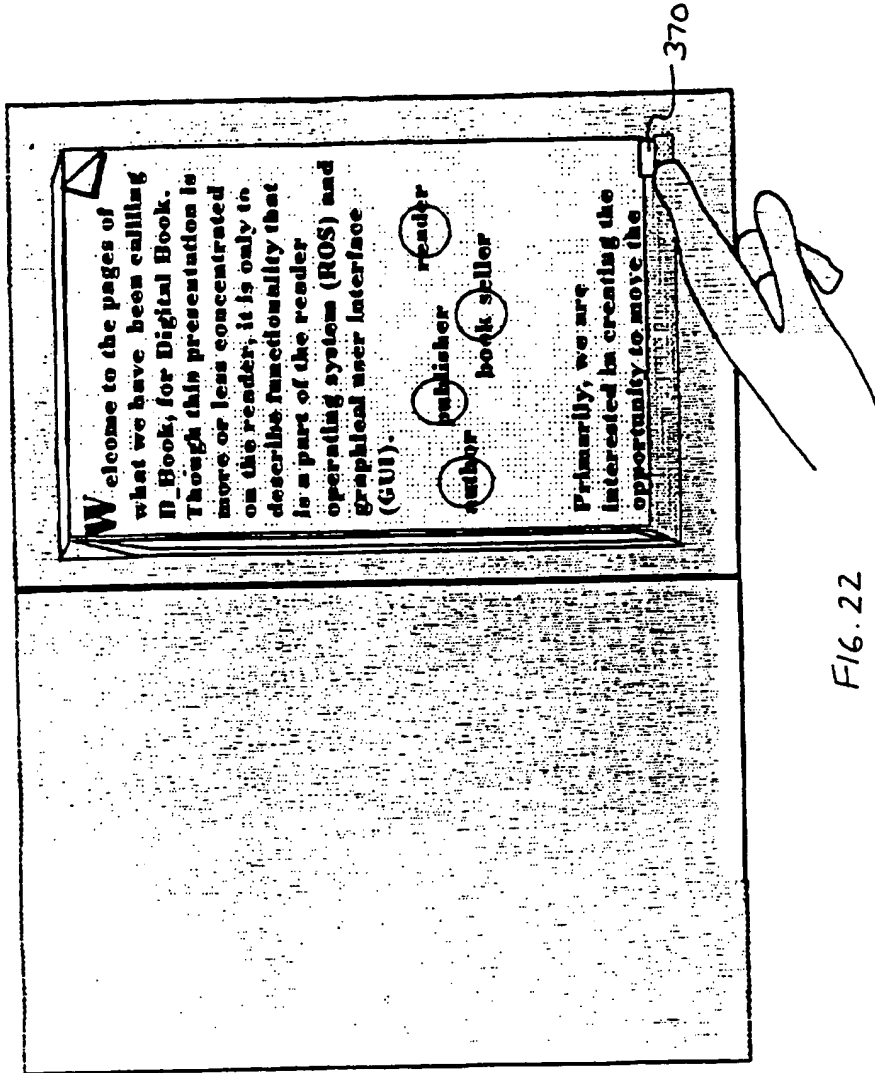 Welcome to the pages of
what we have been calling
D_Book, for Digital Book.
Though this presentation is
more or less concentrated
on the reader, it is only to
describe functionality that
is a part of the reader
operating system (ROS) and
graphical user interface
(GUI).
author publisher reader
book seller
Primarily, we are
interested in creating the
opportunity to move the
370
FIG. 22